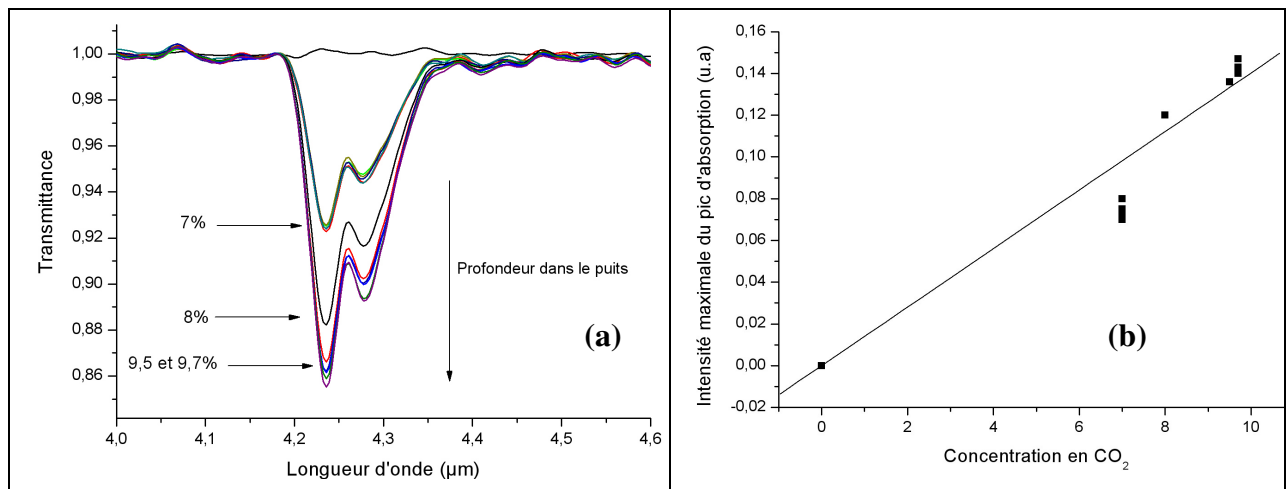 1,00
0,98
0,96
0,94
0,92
0,90
0,88
0,86
Transmittance
7%
8%
9,5 et 9,7%
Profondeur dans le puits
(a)
4,0 4,1 4,2 4,3 4,4 4,5 4,6
Longueur d'onde (µm)
0,16
0,14
0,12
0,10
0,08
0,06
0,04
0,02
0,00
-0,02
Intensité maximale du pic d'absorption (u.a)
(b)
0 2 4 6 8 10
Concentration en CO₂